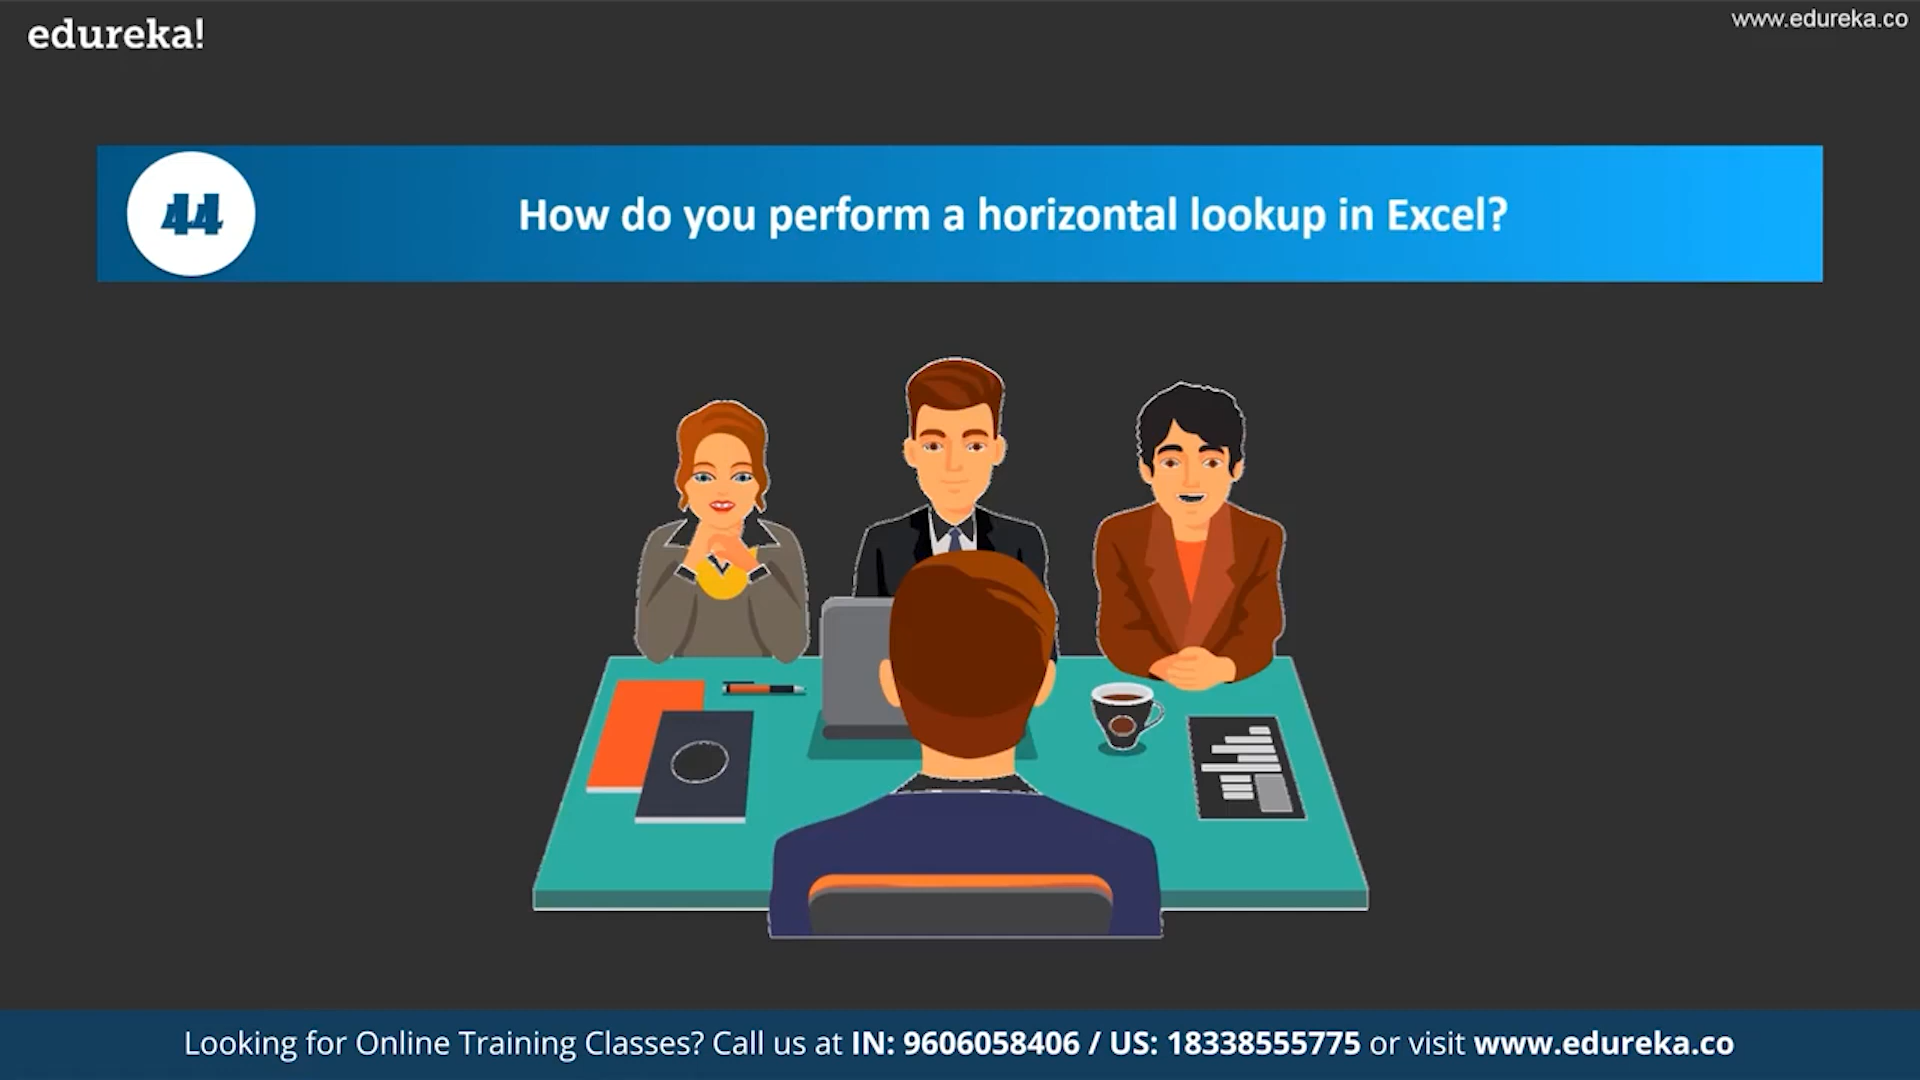 edureka!
www.edureka.co
44
How do you perform a horizontal lookup in Excel?
Looking for Online Training Classes? Call us at IN: 9606058406 / US: 18338555775 or visit www.edureka.co